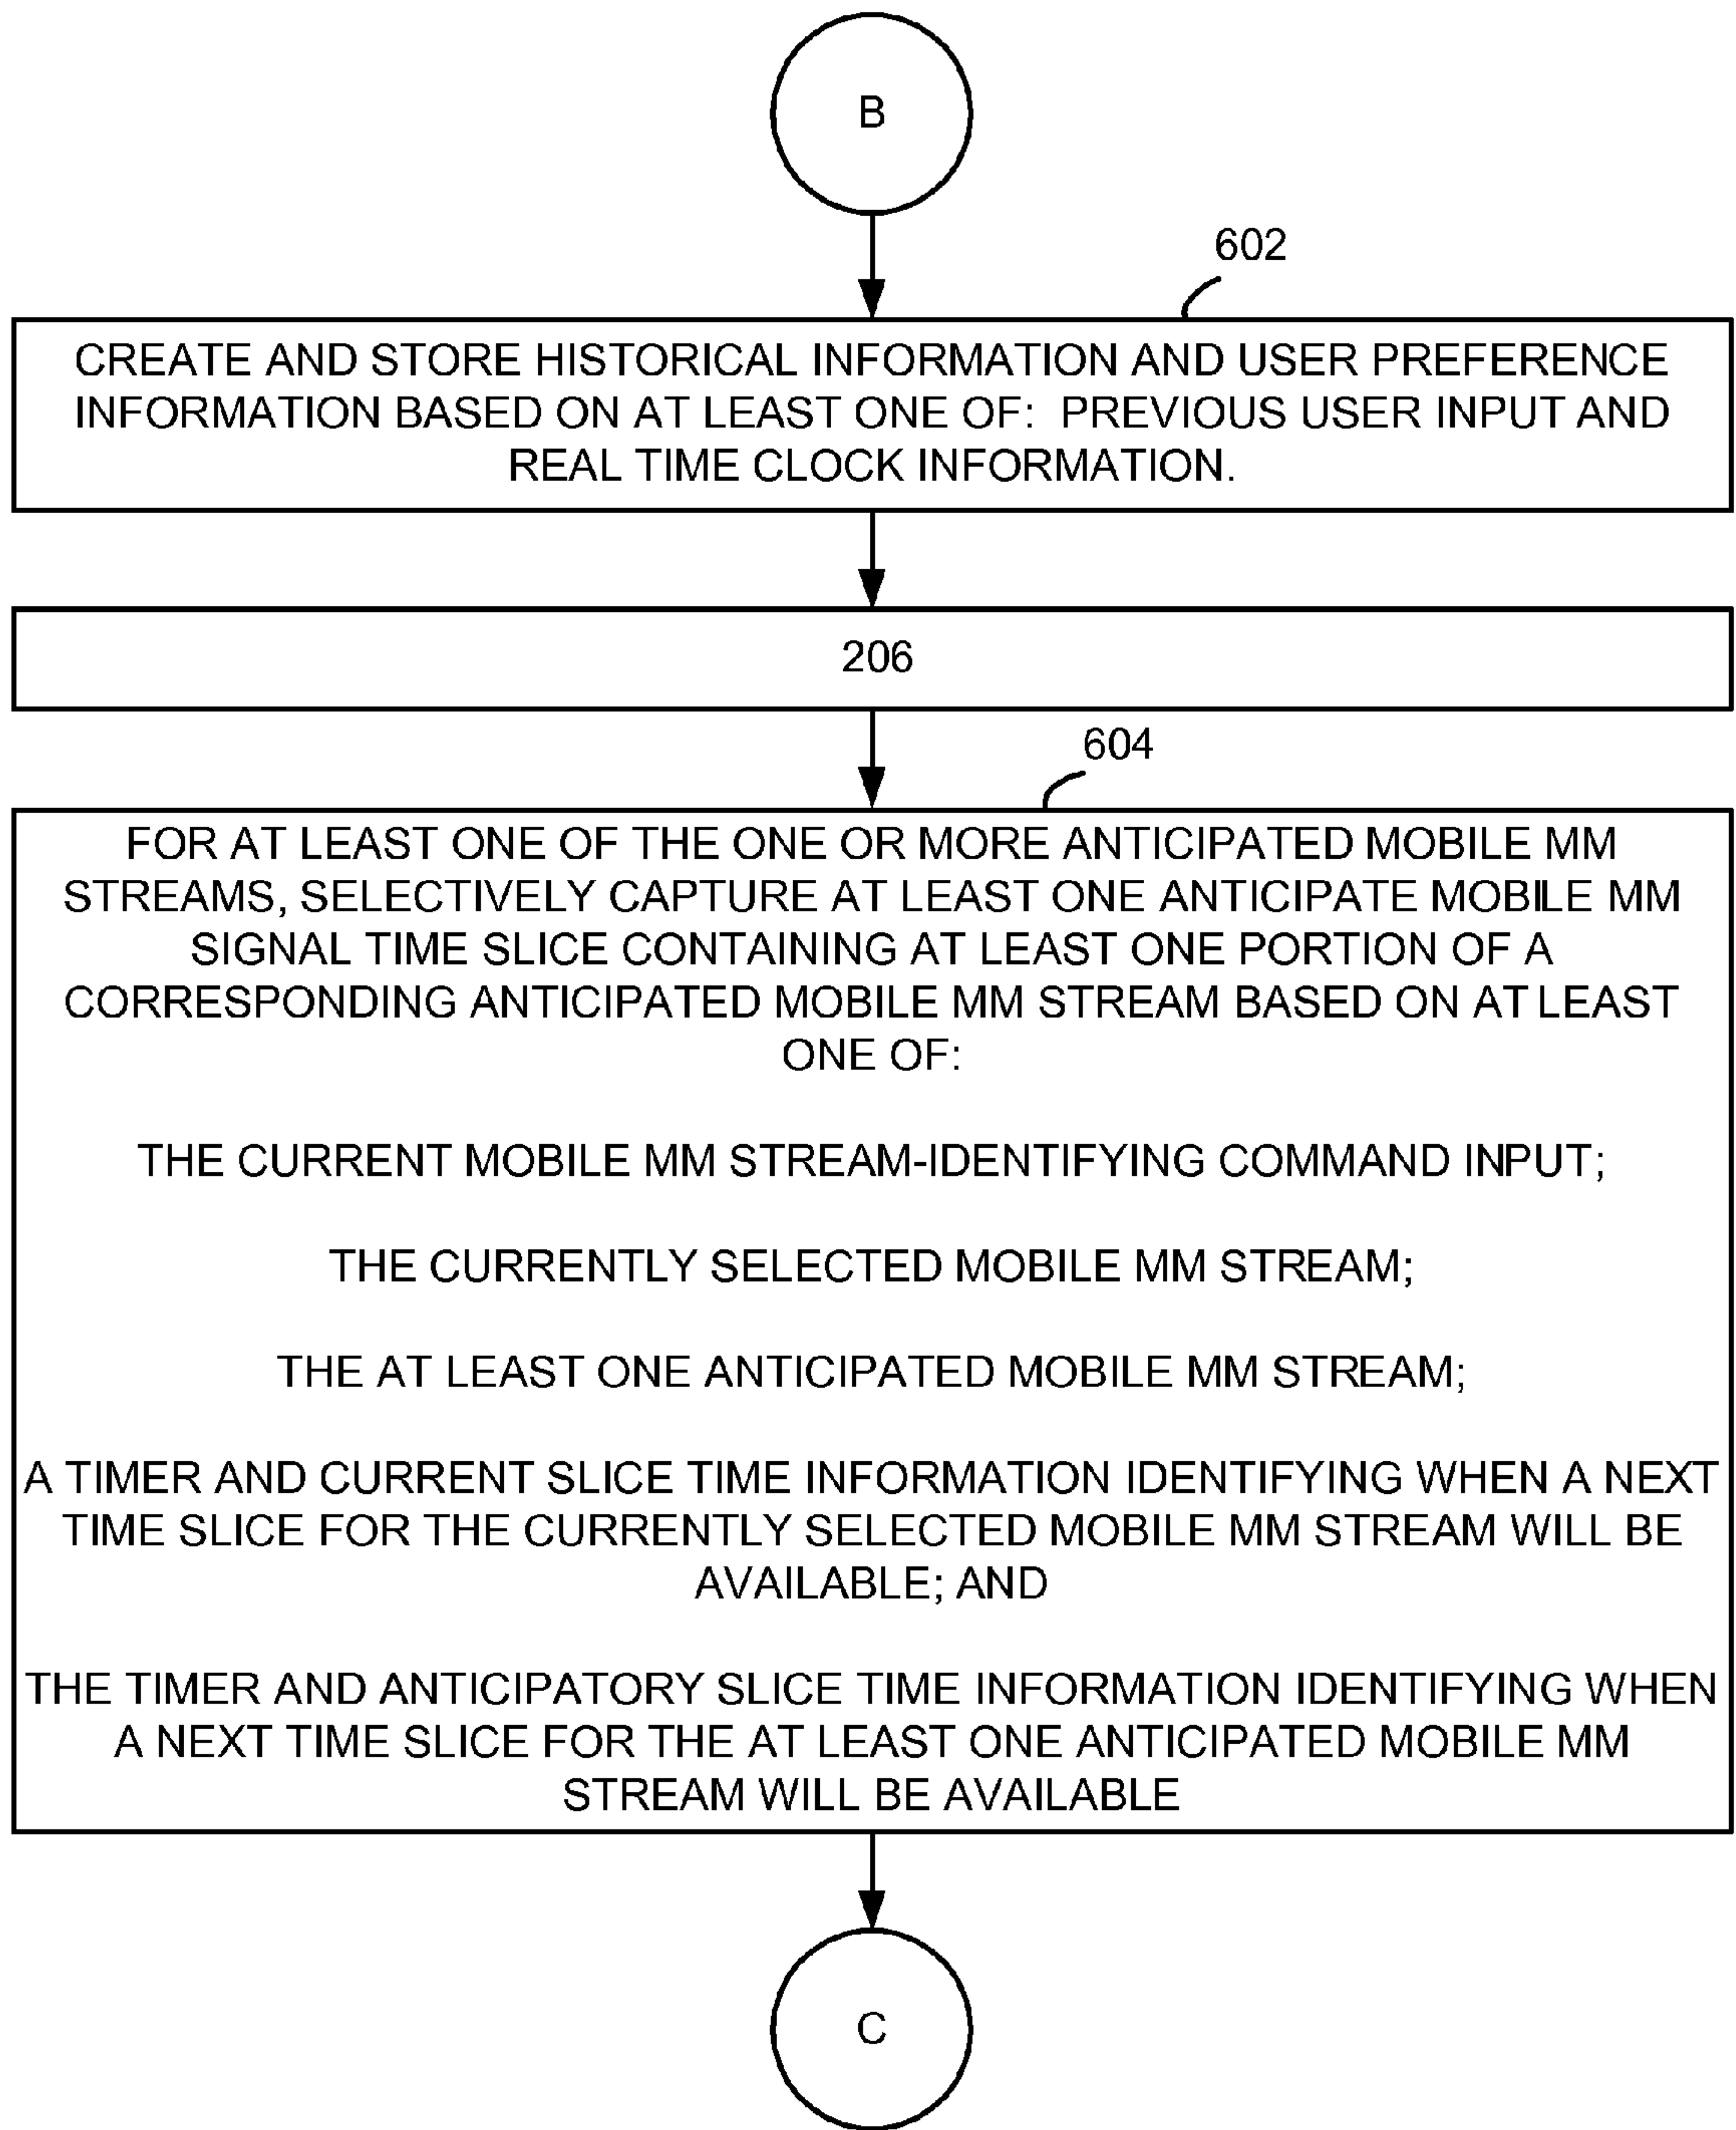 B
602
CREATE AND STORE HISTORICAL INFORMATION AND USER PREFERENCE
INFORMATION BASED ON AT LEAST ONE OF: PREVIOUS USER INPUT AND
REAL TIME CLOCK INFORMATION.
206
604
FOR AT LEAST ONE OF THE ONE OR MORE ANTICIPATED MOBILE MM
STREAMS, SELECTIVELY CAPTURE AT LEAST ONE ANTICIPATE MOBILE MM
SIGNAL TIME SLICE CONTAINING AT LEAST ONE PORTION OF A
CORRESPONDING ANTICIPATED MOBILE MM STREAM BASED ON AT LEAST
ONE OF:
THE CURRENT MOBILE MM STREAM-IDENTIFYING COMMAND INPUT;
THE CURRENTLY SELECTED MOBILE MM STREAM;
THE AT LEAST ONE ANTICIPATED MOBILE MM STREAM;
A TIMER AND CURRENT SLICE TIME INFORMATION IDENTIFYING WHEN A NEXT
TIME SLICE FOR THE CURRENTLY SELECTED MOBILE MM STREAM WILL BE
AVAILABLE; AND
THE TIMER AND ANTICIPATORY SLICE TIME INFORMATION IDENTIFYING WHEN
A NEXT TIME SLICE FOR THE AT LEAST ONE ANTICIPATED MOBILE MM
STREAM WILL BE AVAILABLE
C